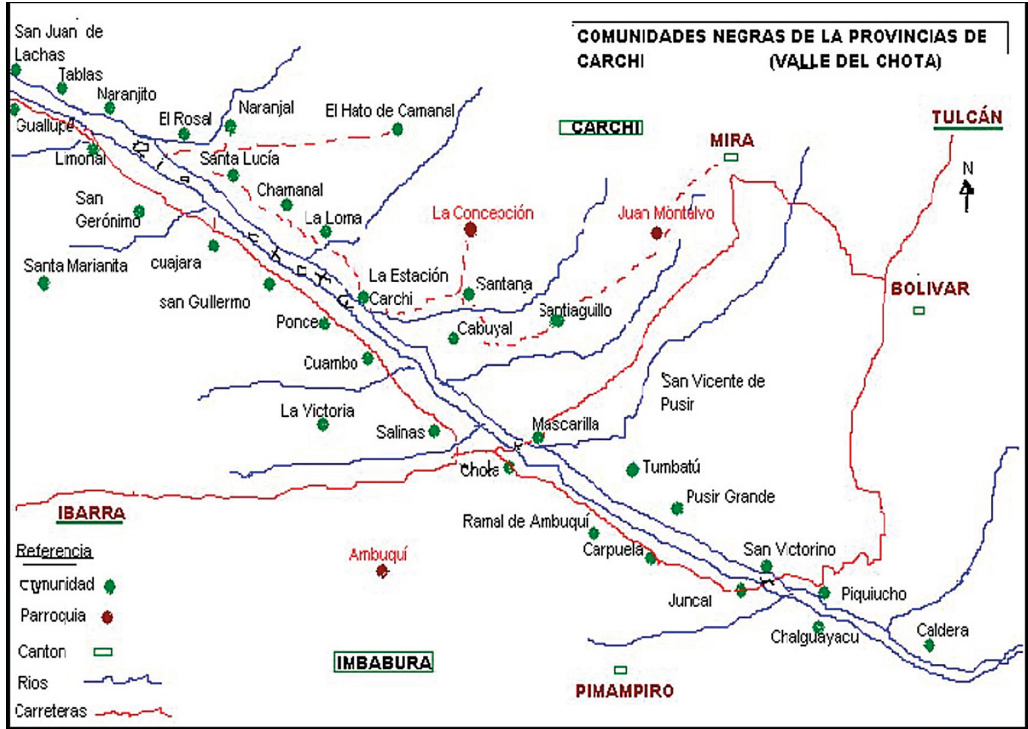 COMUNIDADES NEGRAS DE LA PROVINCIAS DE
CARCHI (VALLE DEL CHOTA)
San Juan de
Lachas
Tablas
Naranjito
El Rosal
Naranjal
El Hato de Camanal
CARCHI
MIRA
TULCÁN
N
Guallupe
Limonal
Santa Lucía
Chamanal
La Loma
San
Gerónimo
La Concepción
Juan Montalvo
Santa Marianita
cuajara
san Gullermo
La Estación
Carchi
Santana
Santiaguillo
BOLIVAR
Ponce
Cabuyal
Cuambo
San Vicente de
Pusir
La Victoria
Salinas
Mascarilla
Chota
Tumbatú
Pusir Grande
IBARRA
Ramal de Ambuquí
Carpuela
San Victorino
Referencia
Ambuquí
Juncal
Piquiucho
Comunidad
Parroquia
Chalguayacu
Caldera
Canton
IMBABURA
Rios
PIMAMPIRO
Carreteras